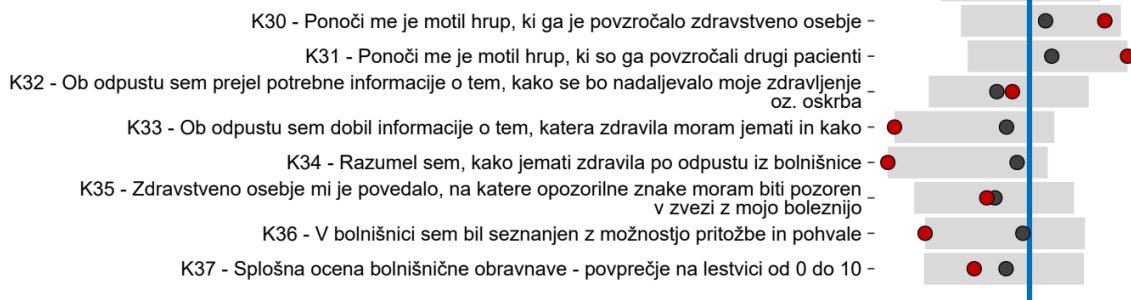 K30 - Ponoči me je motil hrup, ki ga je povzročalo zdravstveno osebje
K31 - Ponoči me je motil hrup, ki so ga povzročali drugi pacienti
K32 - Ob odpustu sem prejel potrebne informacije o tem, kako se bo nadaljevalo moje zdravljenje
oz. oskrba
K33 - Ob odpustu sem dobil informacije o tem, katera zdravila moram jemati in kako
K34 - Razumel sem, kako jemati zdravila po odpustu iz bolnišnice
K35 - Zdravstveno osebje mi je povedalo, na katere opozorilne znake moram biti pozoren
v zvezi z mojo boleznijo
K36 - V bolnišnici sem bil seznanjen z možnostjo pritožbe in pohvale
K37 - Splošna ocena bolnišnične obravnave - povprečje na lestvici od 0 do 10